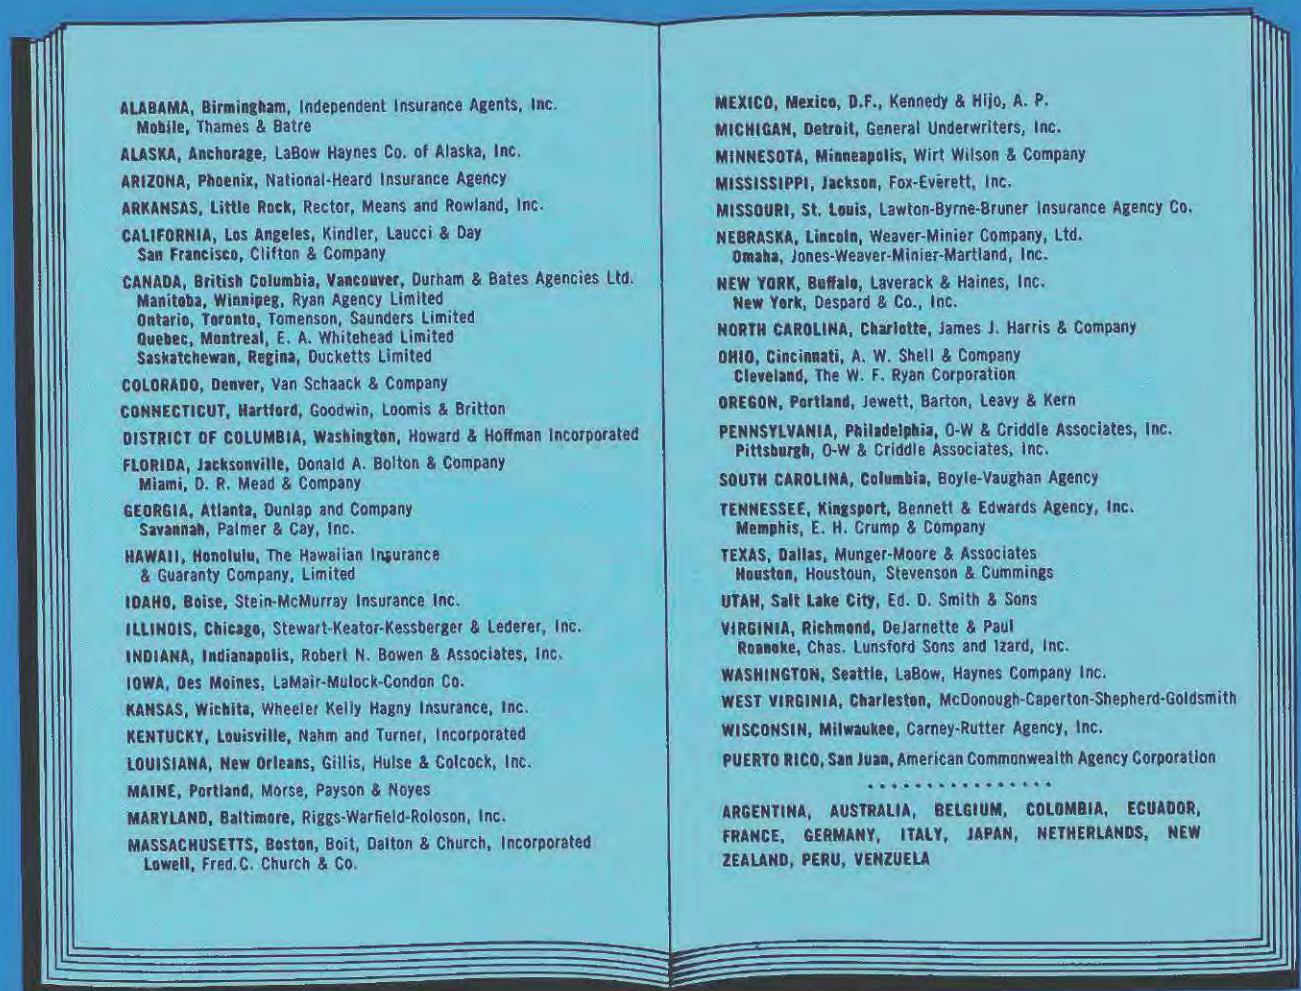 ALABAMA, Birmingham, Independent Insurance Agents, Inc.
Mobile, Thames & Batre
ALASKA, Anchorage, LaBow Haynes Co. of Alaska, Inc.
ARIZONA, Phoenix, National-Heard Insurance Agency
ARKANSAS, Little Rock, Rector, Means and Rowland, Inc.
CALIFORNIA, Los Angeles, Kindler, Laucci & Day
San Francisco, Clifton & Company
CANADA, British Columbia, Vancouver, Durham & Bates Agencies Ltd.
Manitoba, Winnipeg, Ryan Agency Limited
Ontario, Toronto, Tomenson, Saunders Limited
Quebec, Montreal, E. A. Whitehead Limited
Saskatchewan, Regina, Ducketts Limited
COLORADO, Denver, Van Schaack & Company
CONNECTICUT, Hartford, Goodwin, Loomis & Britton
DISTRICT OF COLUMBIA, Washington, Howard & Hoffman Incorporated
FLORIDA, Jacksonville, Donald A. Bolton & Company
Miami, D. R. Mead & Company
GEORGIA, Atlanta, Dunlap and Company
Savannah, Palmer & Cay, Inc.
HAWAII, Honolulu, The Hawaiian Insurance
& Guaranty Company, Limited
IDAHO, Boise, Stein-McMurray Insurance Inc.
ILLINOIS, Chicago, Stewart-Keator-Kessberger & Lederer, Inc.
INDIANA, Indianapolis, Robert N. Bowen & Associates, Inc.
IOWA, Des Moines, LaMair-Mulock-Condon Co.
KANSAS, Wichita, Wheeler Kelly Hagny Insurance, Inc.
KENTUCKY, Louisville, Nahm and Turner, Incorporated
LOUISIANA, New Orleans, Gillis, Hulse & Colcock, Inc.
MAINE, Portland, Morse, Payson & Noyes
MARYLAND, Baltimore, Riggs-Warfield-Roloson, Inc.
MASSACHUSETTS, Boston, Boit, Dalton & Church, Incorporated
Lowell, Fred.C. Church & Co.
MEXICO, Mexico, D.F., Kennedy & Hijo, A. P.
MICHIGAN, Detroit, General Underwriters, Inc.
MINNESOTA, Minneapolis, Wirt Wilson & Company
MISSISSIPPI, Jackson, Fox-Everett, Inc.
MISSOURI, St. Louis, Lawton-Byrne-Bruner Insurance Agency Co.
NEBRASKA, Lincoln, Weaver-Minier Company, Ltd.
Omaha, Jones-Weaver-Minier-Martland, Inc.
NEW YORK, Buffalo, Laverack & Haines, Inc.
New York, Despard & Co., Inc.
NORTH CAROLINA, Charlotte, James J. Harris & Company
OHIO, Cincinnati, A. W. Shell & Company
Cleveland, The W. F. Ryan Corporation
OREGON, Portland, Jewett, Barton, Leavy & Kern
PENNSYLVANIA, Philadelphia, O-W & Criddle Associates, Inc.
Pittsburgh, O-W & Criddle Associates, Inc.
SOUTH CAROLINA, Columbia, Boyle-Vaughan Agency
TENNESSEE, Kingsport, Bennett & Edwards Agency, Inc.
Memphis, E. H. Crump & Company
TEXAS, Dallas, Munger-Moore & Associates
Houston, Houstoun, Stevenson & Cummings
UTAH, Salt Lake City, Ed. D. Smith & Sons
VIRGINIA, Richmond, DeJarnette & Paul
Roanoke, Chas. Lunsford Sons and Izard, Inc.
WASHINGTON, Seattle, LaBow, Haynes Company Inc.
WEST VIRGINIA, Charleston, McDonough-Caperton-Shepherd-Goldsmith
WISCONSIN, Milwaukee, Carney-Rutter Agency, Inc.
PUERTO RICO, San Juan, American Commonwealth Agency Corporation
ARGENTINA, AUSTRALIA, BELGIUM, COLOMBIA, ECUADOR,
FRANCE, GERMANY, ITALY, JAPAN, NETHERLANDS, NEW
ZEALAND, PERU, VENZUELA